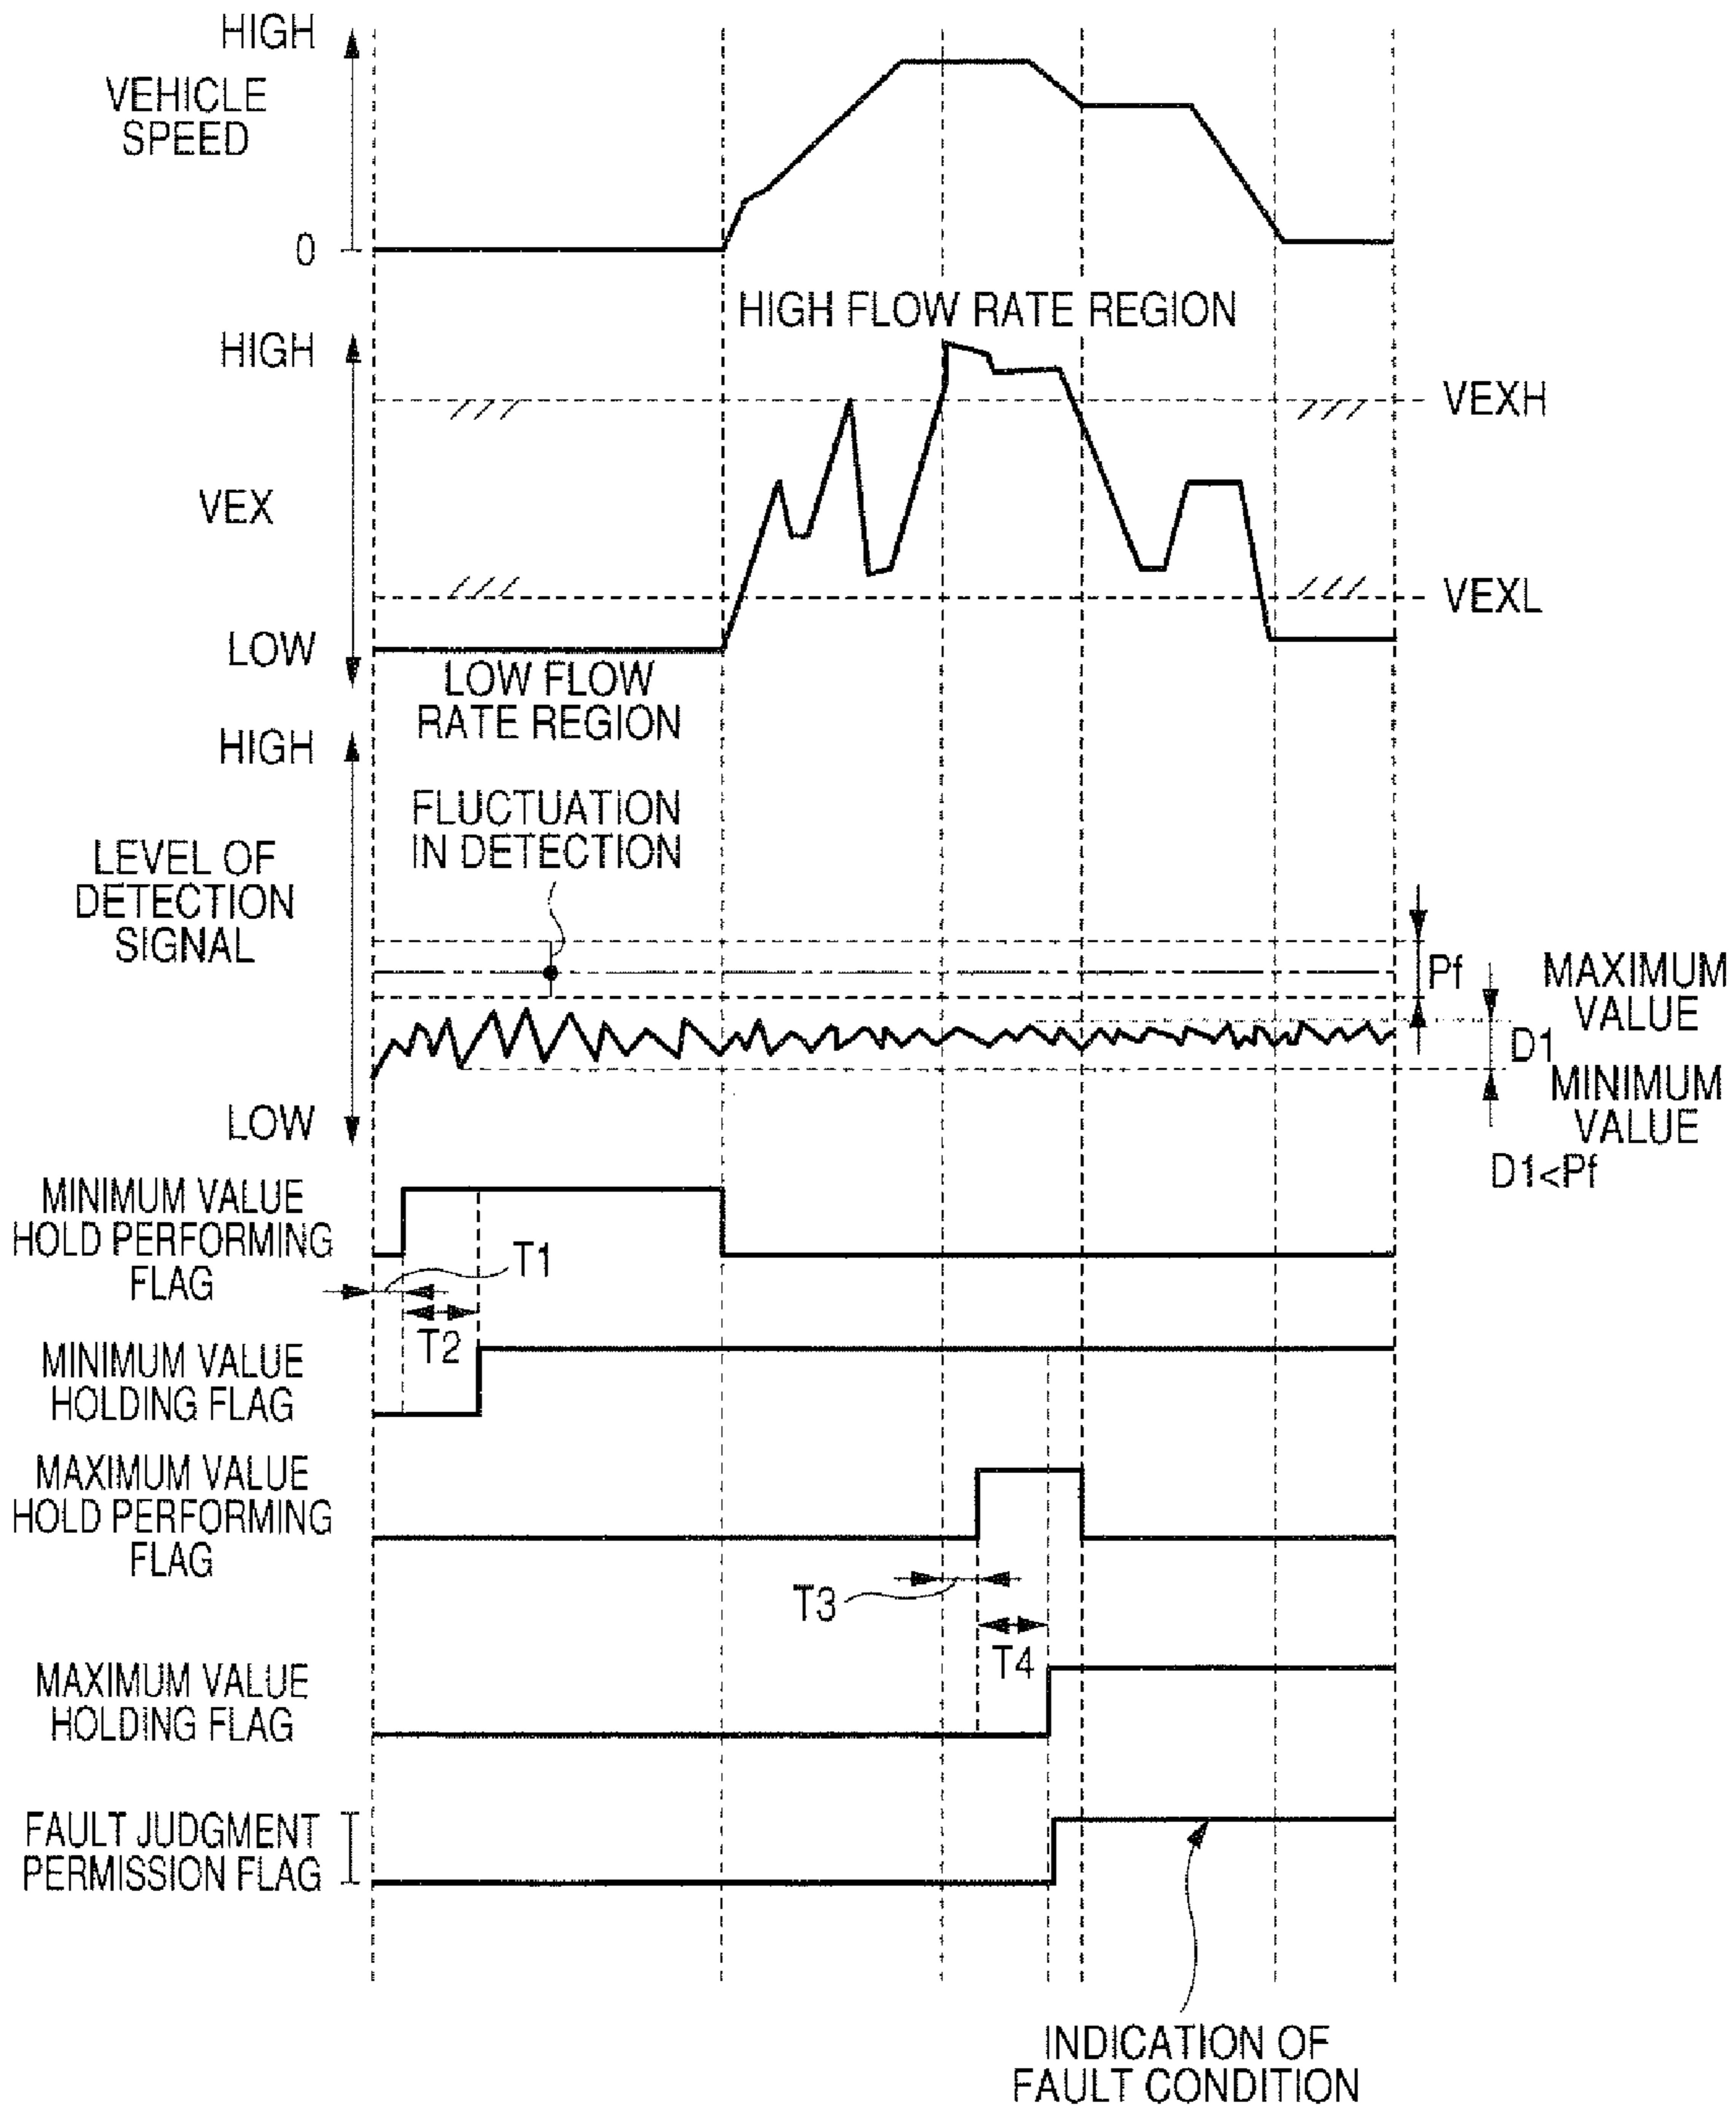 HIGH
VEHICLE
SPEED
0
HIGH FLOW RATE REGION
HIGH
VEXH
VEX
VEXL
LOW
LOW FLOW
RATE REGION
HIGH
FLUCTUATION
IN DETECTION
LEVEL OF
DETECTION
SIGNAL
Pf
MAXIMUM
VALUE
D1
MINIMUM
VALUE
LOW
D1<Pf
MINIMUM VALUE
HOLD PERFORMING
FLAG
T1
T2
MINIMUM VALUE
HOLDING FLAG
MAXIMUM VALUE
HOLD PERFORMING
FLAG
T3
T4
MAXIMUM VALUE
HOLDING FLAG
FAULT JUDGMENT
PERMISSION FLAG
INDICATION OF
FAULT CONDITION